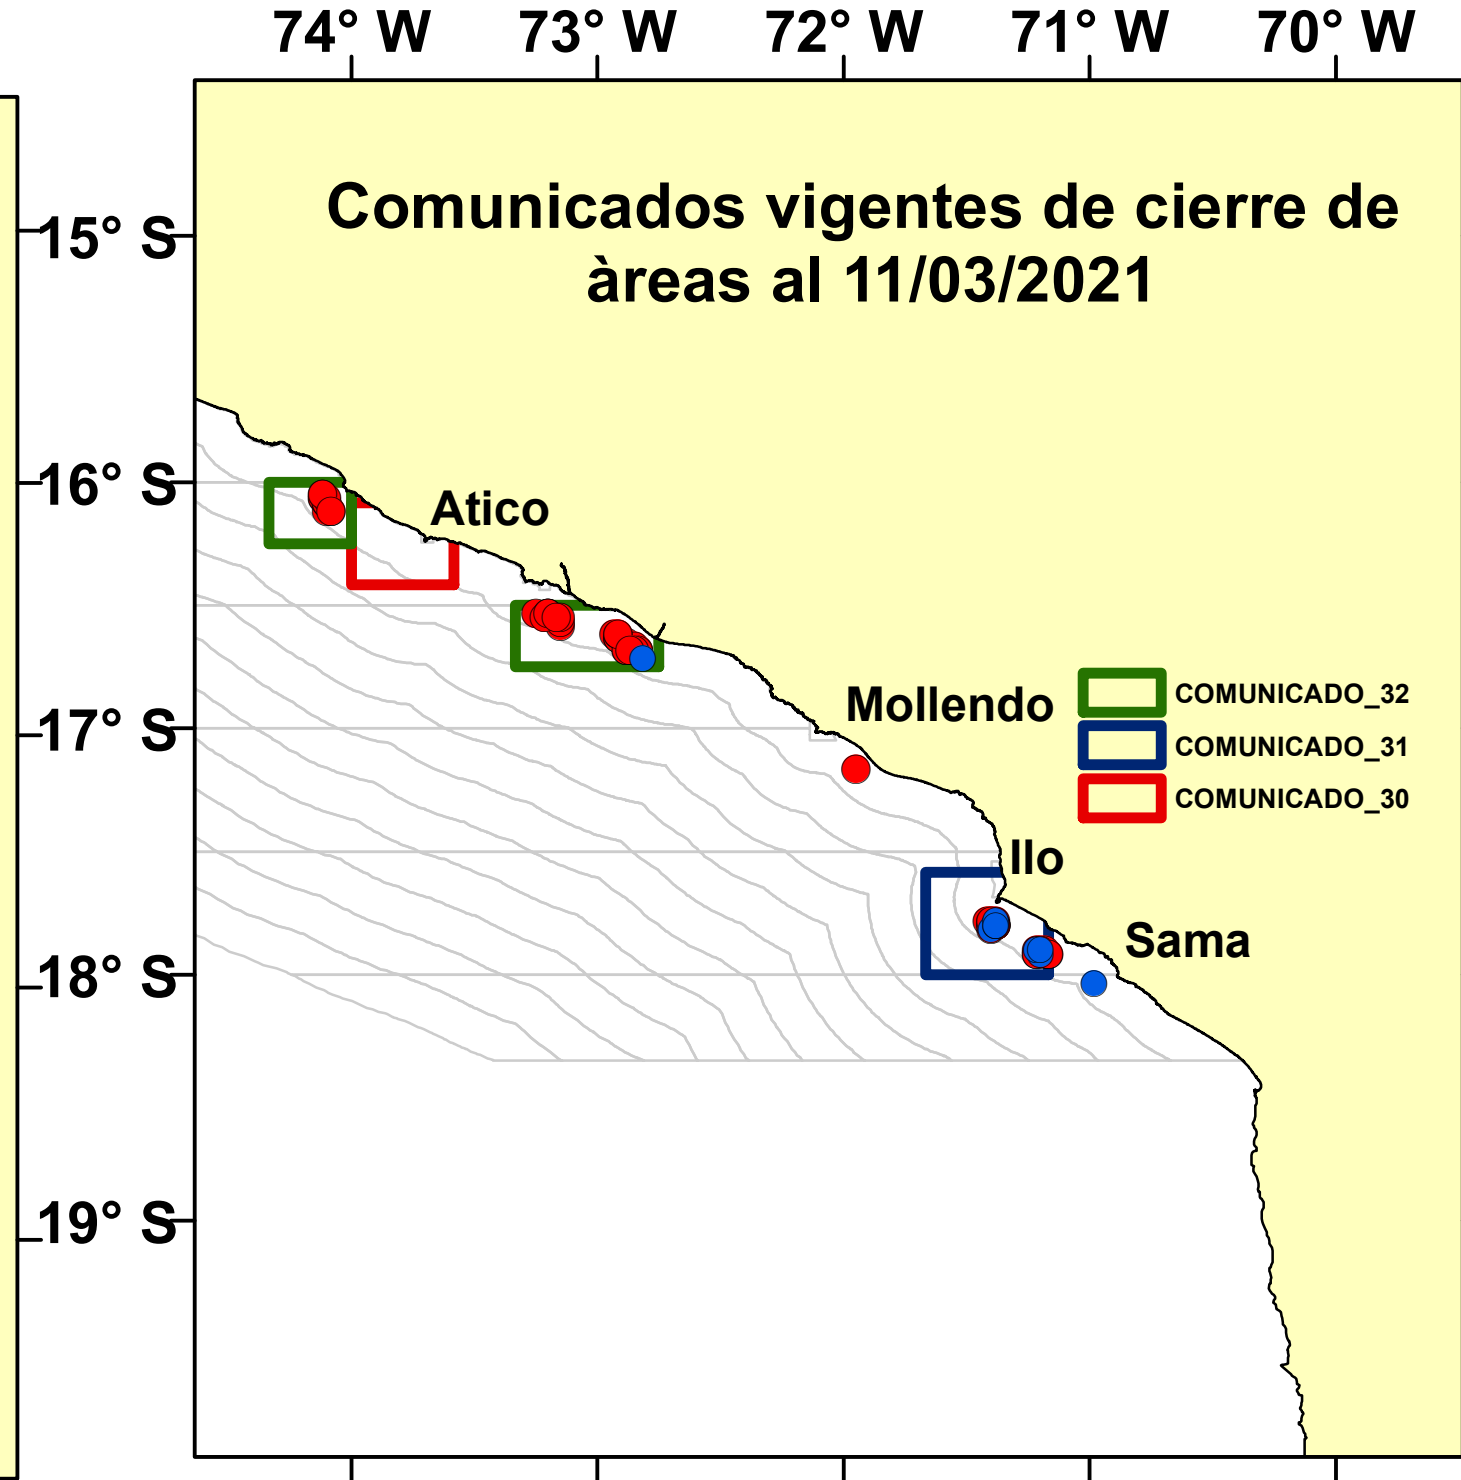 74° W 73° W 72° W 71° W 70° W
Comunicados vigentes de cierre de
àreas al 11/03/2021
15° S
16° S
Atico
17° S
Mollendo
COMUNICADO_32
COMUNICADO_31
COMUNICADO_30
Ilo
Sama
18° S
19° S